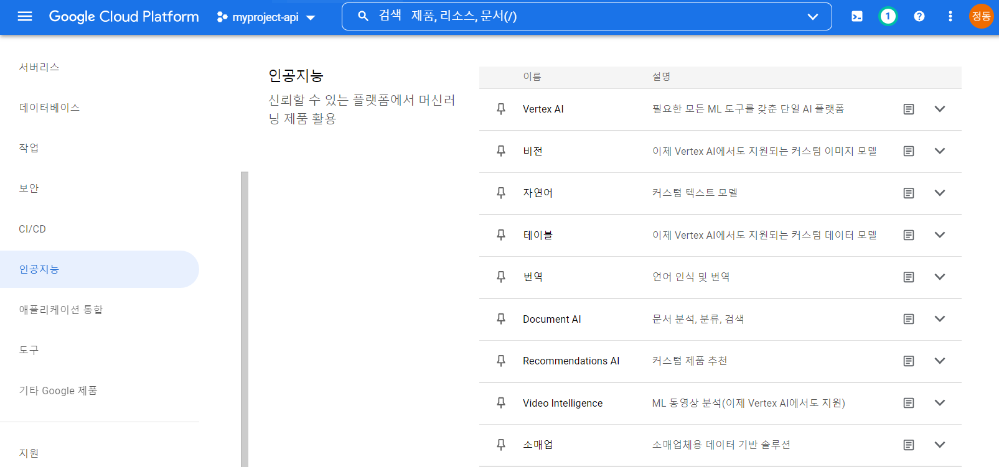 Google Cloud Platform
myproject-api
검색 제품, 리소스, 문서(/)
1
정동
서버리스
데이터베이스
작업
보안
CI/CD
인공지능
애플리케이션 통합
도구
기타 Google 제품
지원
인공지능
신뢰할 수 있는 플랫폼에서 머신러
닝 제품 활용
이름 설명
Vertex AI 필요한 모든 ML 도구를 갖춘 단일 AI 플랫폼
비전 이제 Vertex AI에서도 지원되는 커스텀 이미지 모델
자연어 커스텀 텍스트 모델
테이블 이제 Vertex AI에서도 지원되는 커스텀 데이터 모델
번역 언어 인식 및 번역
Document AI 문서 분석, 분류, 검색
Recommendations AI 커스텀 제품 추천
Video Intelligence ML 동영상 분석(이제 Vertex AI에서도 지원)
소매업 소매업체용 데이터 기반 솔루션